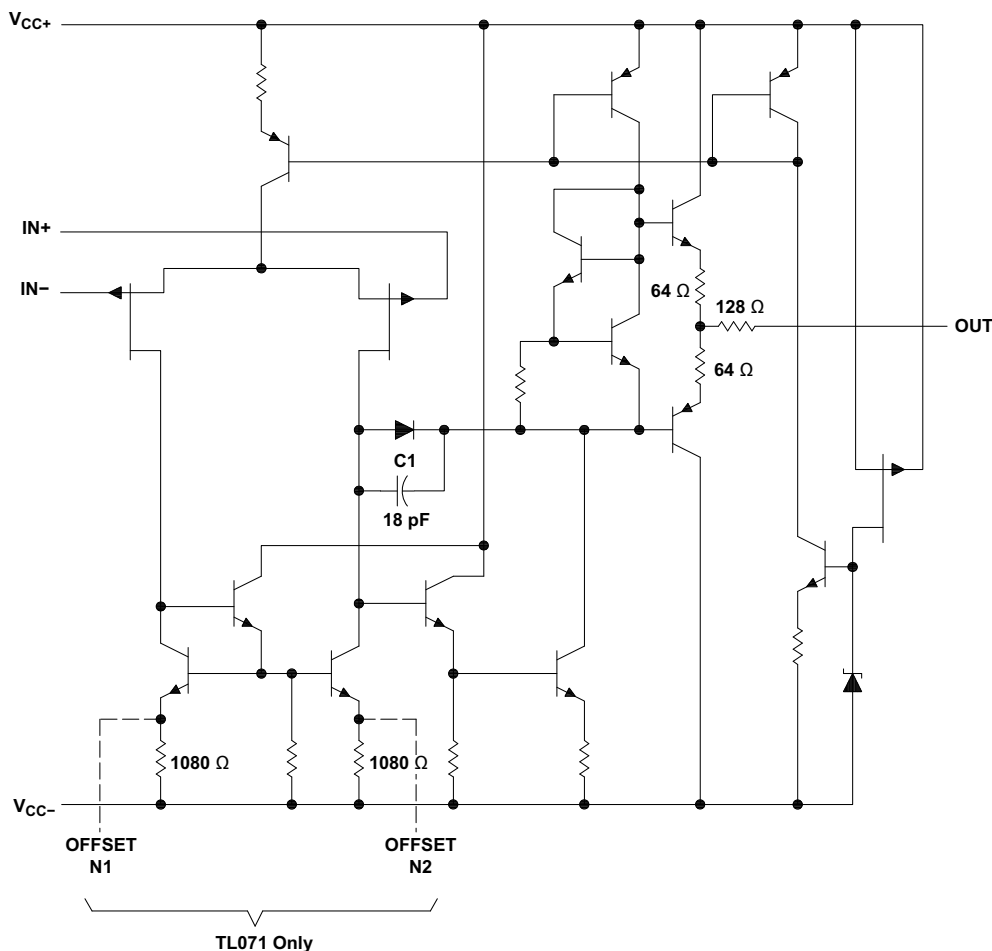 VCC+
IN+
IN−
64 Ω
128 Ω
OUT
64 Ω
C1
18 pF
1080 Ω
1080 Ω
VCC−
OFFSET
N1
OFFSET
N2
TL071 Only